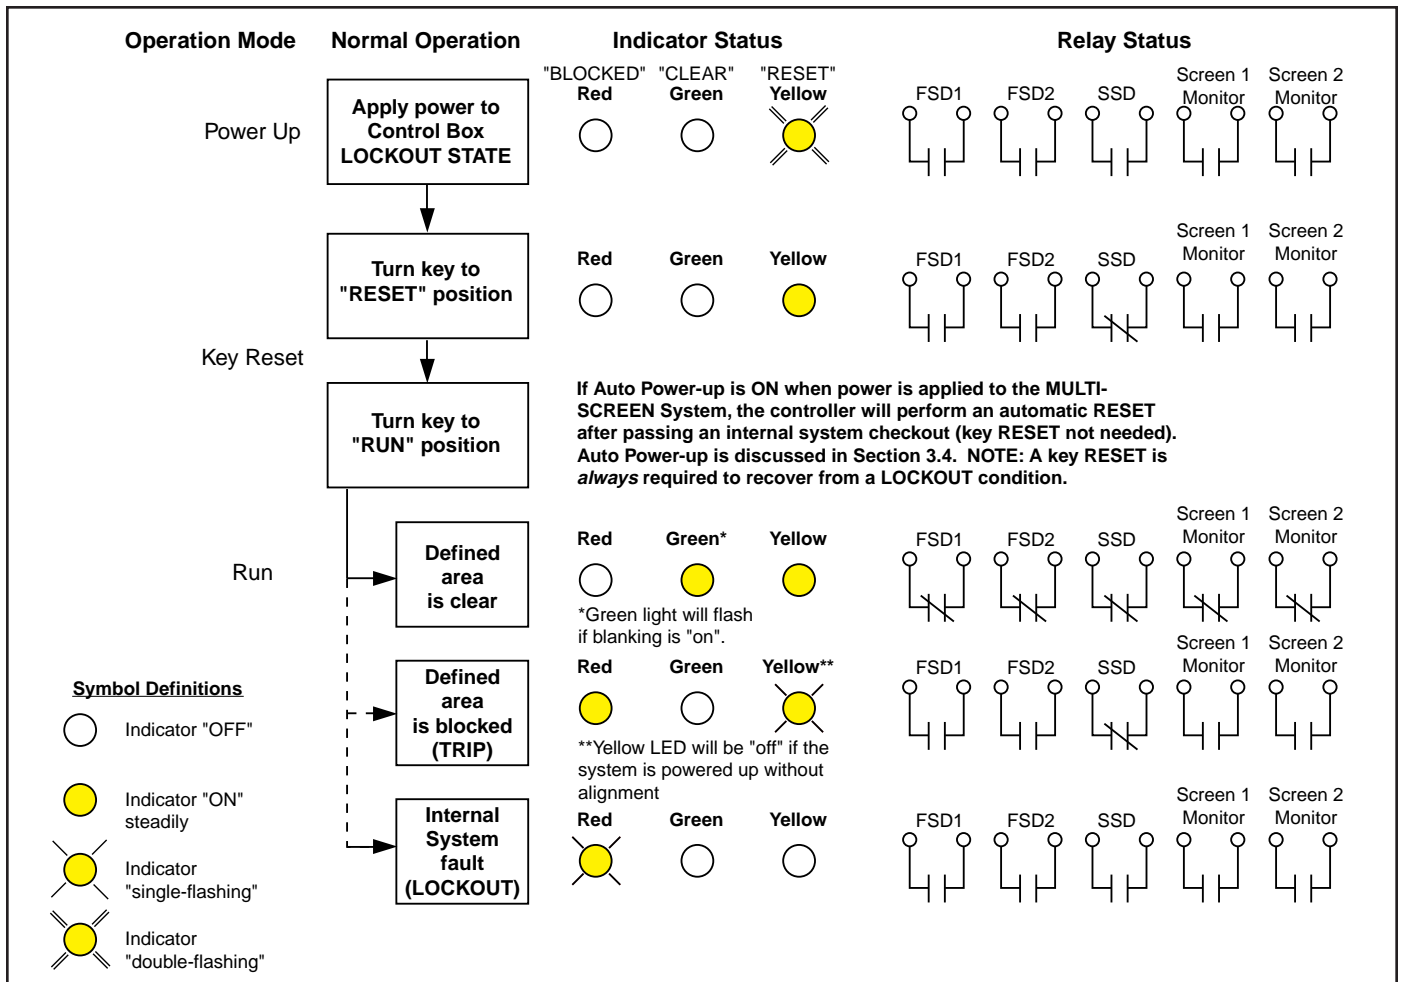 Operation Mode Normal Operation Indicator Status Relay Status
"BLOCKED" "CLEAR" "RESET"
Red Green Yellow
FSD1 FSD2 SSD Screen 1 Monitor Screen 2 Monitor
Power Up
Apply power to
Control Box
LOCKOUT STATE
Turn key to
"RESET" position
Red Green Yellow
FSD1 FSD2 SSD Screen 1 Monitor Screen 2 Monitor
Key Reset
Turn key to
"RUN" position
If Auto Power-up is ON when power is applied to the MULTI-
SCREEN System, the controller will perform an automatic RESET
after passing an internal system checkout (key RESET not needed).
Auto Power-up is discussed in Section 3.4. NOTE: A key RESET is
always required to recover from a LOCKOUT condition.
Run
Defined
area
is clear
Red Green* Yellow
*Green light will flash
if blanking is "on".
FSD1 FSD2 SSD Screen 1 Monitor Screen 2 Monitor
Defined
area
is blocked
(TRIP)
Red Green Yellow**
**Yellow LED will be "off" if the
system is powered up without
alignment
FSD1 FSD2 SSD Screen 1 Monitor Screen 2 Monitor
Internal
System
fault
(LOCKOUT)
Red Green Yellow
FSD1 FSD2 SSD Screen 1 Monitor Screen 2 Monitor
Symbol Definitions
Indicator "OFF"
Indicator "ON"
steadily
Indicator
"single-flashing"
Indicator
"double-flashing"